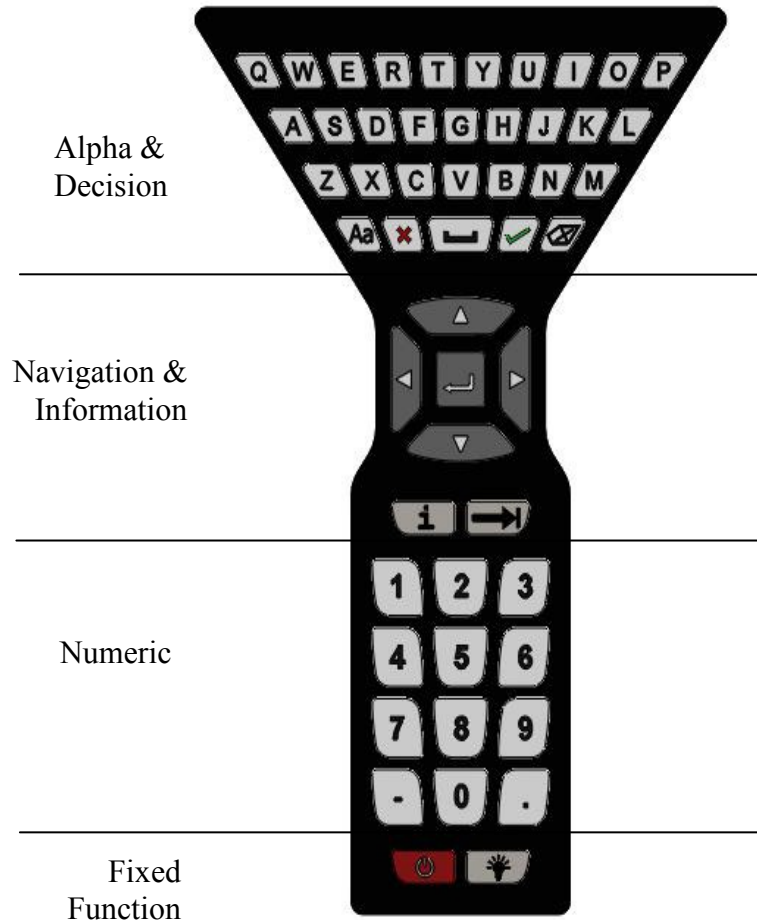 Q W E R T Y U I O P
A S D F G H J K L
Alpha &
Decision
Z X C V B N M
Aa
Navigation &
Information
i
1 2 3
4 5 6
Numeric
7 8 9
- 0 .
Fixed
Function